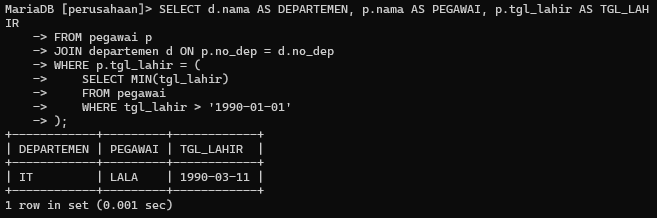 MariaDB [perusahaan]> SELECT d.nama AS DEPARTEMEN, p.nama AS PEGAWAI, p.tgl_lahir AS TGL_LAH
IR
    -> FROM pegawai p
    -> JOIN departemen d ON p.no_dep = d.no_dep
    -> WHERE p.tgl_lahir = (
    ->     SELECT MIN(tgl_lahir)
    ->     FROM pegawai
    ->     WHERE tgl_lahir > '1990-01-01'
    -> );
+------------+---------+------------+
| DEPARTEMEN | PEGAWAI | TGL_LAHIR  |
+------------+---------+------------+
| IT         | LALA    | 1990-03-11 |
+------------+---------+------------+
1 row in set (0.001 sec)